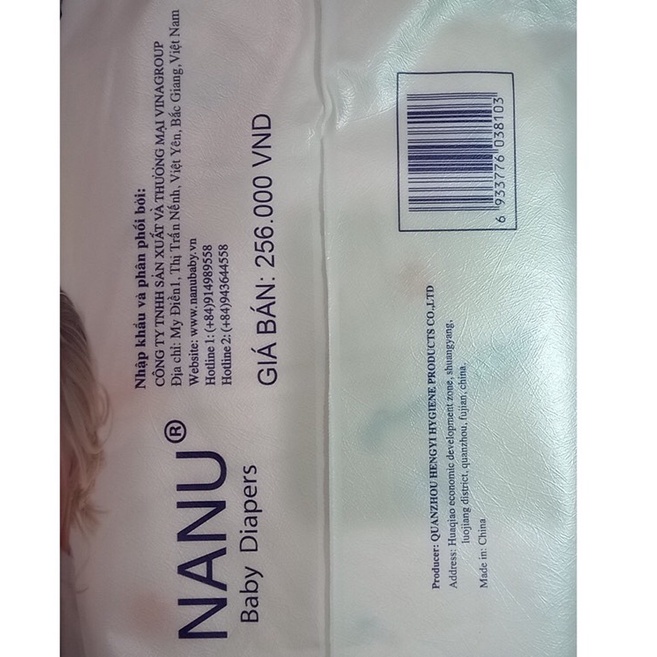 NANU®
Baby Diapers
Nhập khẩu và phân phối bởi:
CÔNG TY TNHH SẢN XUẤT VÀ THƯƠNG MẠI VINAGROUP
Địa chỉ: My Điền1, Thị Trấn Nếnh, Việt Yên, Bắc Giang, Việt Nam
Website: www.nanubaby.vn
Hotline 1: (+84)914989558
Hotline 2: (+84)943644558
GIÁ BÁN: 256.000 VND
6 933776 038103
Producer: QUANZHOU HENGYI HYGIENE PRODUCTS CO.,LTD
Address: Huaqiao economic development zone, shuangyang,
luojiang district, quanzhou, fujian, china.
Made in: China